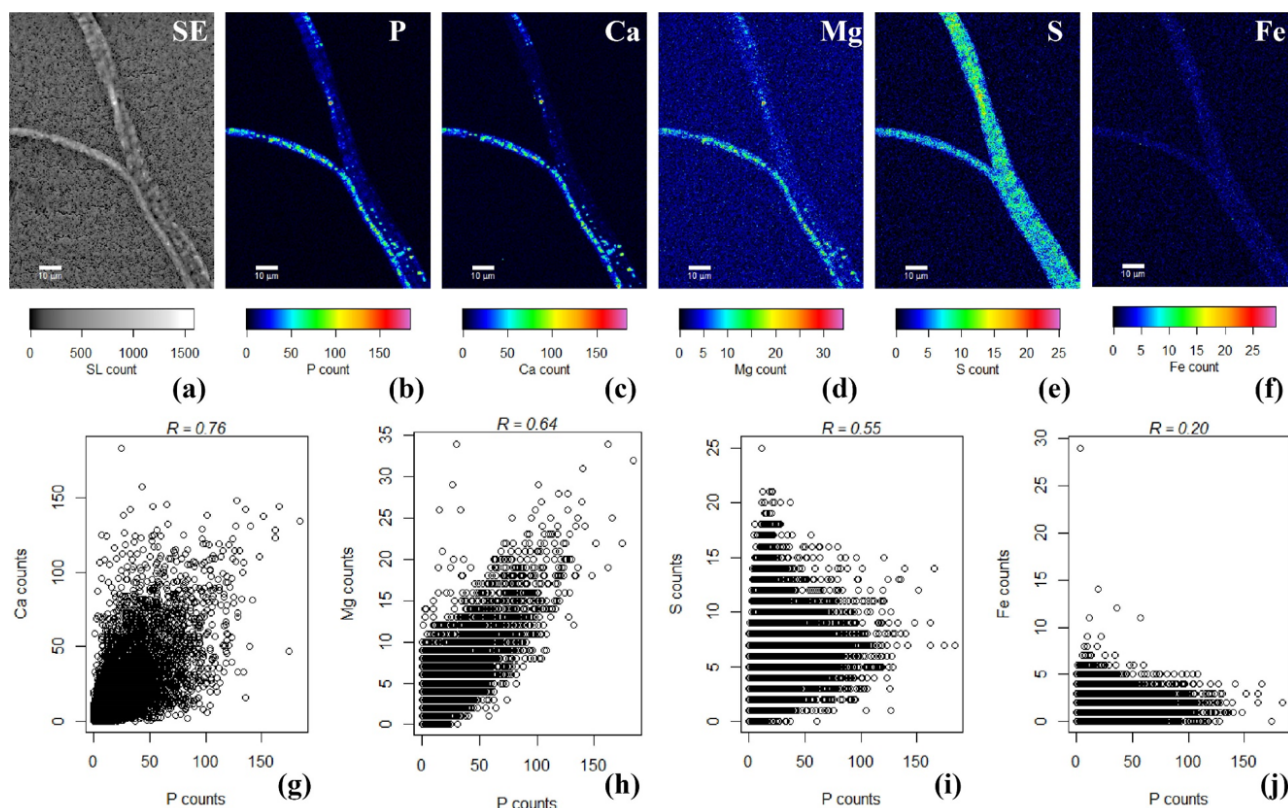 SE P Ca Mg S Fe
10 µm 10 µm 10 µm 10 µm 10 µm 10 µm
0 500 1000 1500 0 50 100 150 0 50 100 150 0 5 10 20 30 0 5 10 15 20 25 0 5 10 15 20 25
SL count P count Ca count Mg count S count Fe count
(a) (b) (c) (d) (e) (f)
R = 0.76 R = 0.64 R = 0.55 R = 0.20
Ca counts
0 50 100 150
0 50 100 150
P counts
(g)
Mg counts
0 5 10 15 20 25 30 35
0 50 100 150
P counts
(h)
S counts
0 5 10 15 20 25
0 50 100 150
P counts
(i)
Fe counts
0 5 10 15 20 25 30
0 50 100 150
P counts
(j)